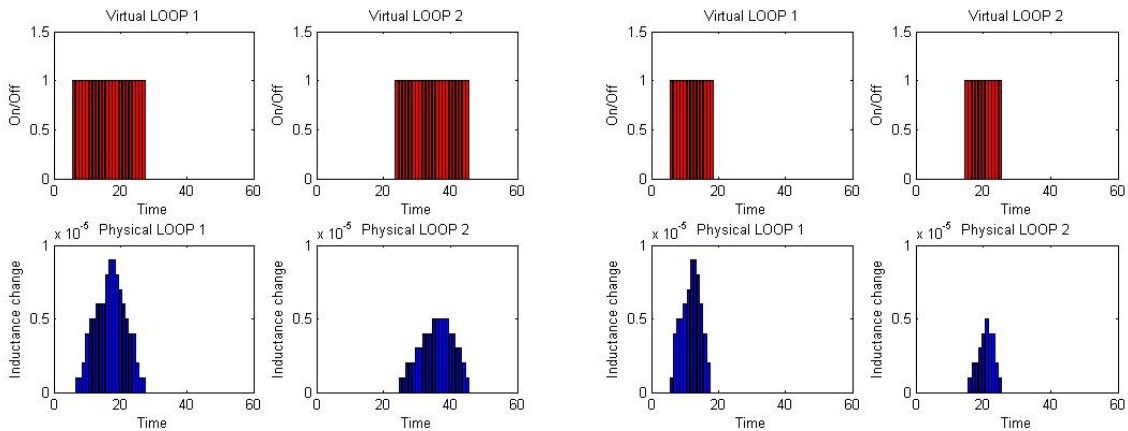 Virtual LOOP 1
Virtual LOOP 2
Virtual LOOP 1
Virtual LOOP 2
1.5
1
0.5
0
On/Off
0 20 40 60
Time
1.5
1
0.5
0
On/Off
0 20 40 60
Time
1.5
1
0.5
0
On/Off
0 20 40 60
Time
1.5
1
0.5
0
On/Off
0 20 40 60
Time
x 10⁻⁵ Physical LOOP 1
1
0.5
0
Inductance change
0 20 40 60
Time
x 10⁻⁵ Physical LOOP 2
1
0.5
0
Inductance change
0 20 40 60
Time
x 10⁻⁵ Physical LOOP 1
1
0.5
0
Inductance change
0 20 40 60
Time
x 10⁻⁵ Physical LOOP 2
1
0.5
0
Inductance change
0 20 40 60
Time